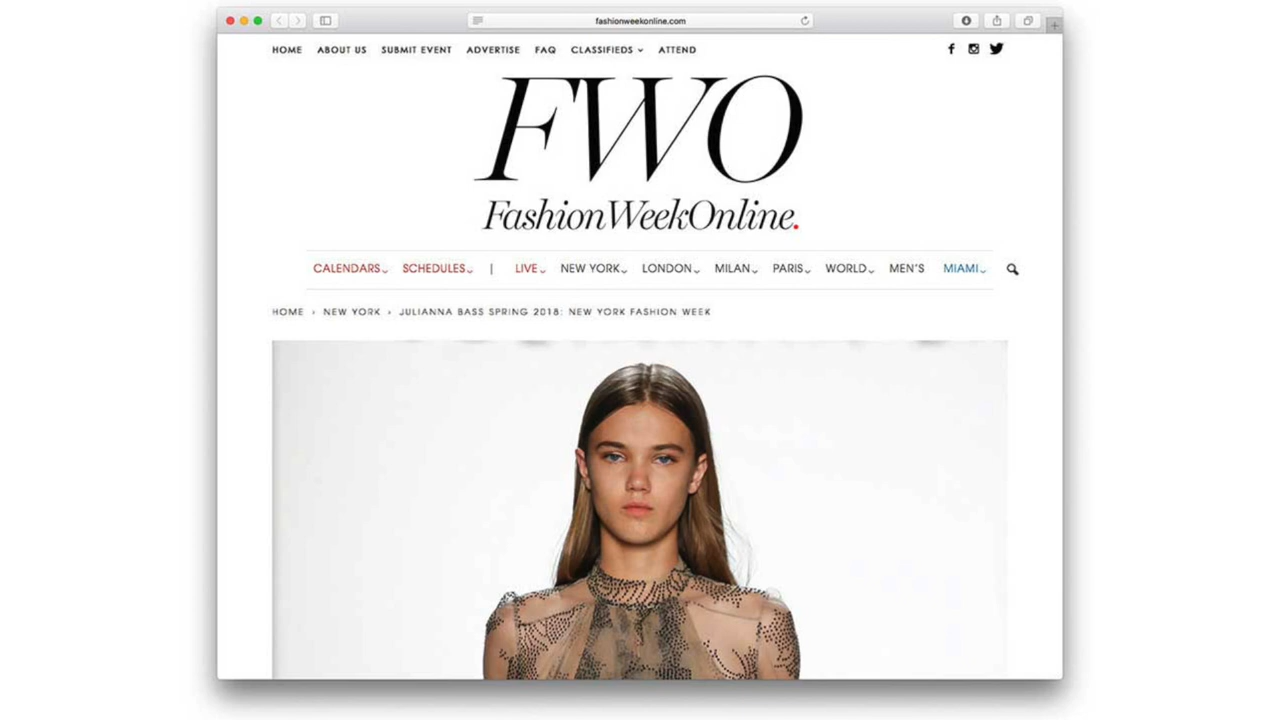 fashionweekonline.com
HOME ABOUT US SUBMIT EVENT ADVERTISE FAQ CLASSIFIEDS ATTEND
FWO
FashionWeekOnline.
CALENDARS SCHEDULES | LIVE NEW YORK LONDON MILAN PARIS WORLD MEN'S MIAMI
HOME › NEW YORK › JULIANNA BASS SPRING 2018: NEW YORK FASHION WEEK